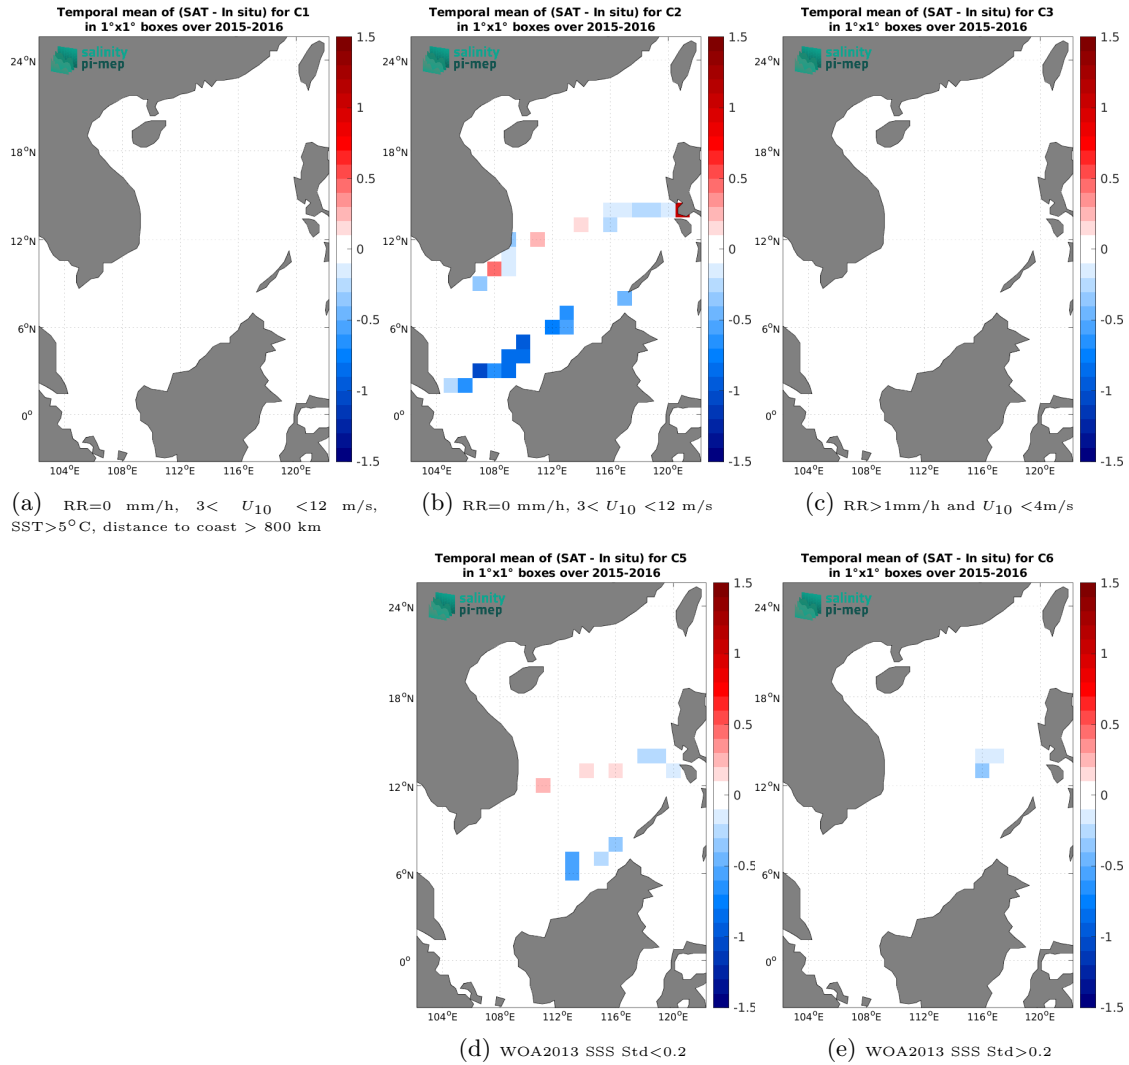 Temporal mean of (SAT - In situ) for C1
in 1°x1° boxes over 2015-2016
salinity
pi-mep
24°N
18°N
12°N
6°N
0°
104°E 108°E 112°E 116°E 120°E
1.5
1
0.5
0
-0.5
-1
-1.5
(a) RR=0 mm/h, 3< U10 <12 m/s,
SST>5°C, distance to coast > 800 km
Temporal mean of (SAT - In situ) for C2
in 1°x1° boxes over 2015-2016
salinity
pi-mep
24°N
18°N
12°N
6°N
0°
104°E 108°E 112°E 116°E 120°E
1.5
1
0.5
0
-0.5
-1
-1.5
(b) RR=0 mm/h, 3< U10 <12 m/s
Temporal mean of (SAT - In situ) for C3
in 1°x1° boxes over 2015-2016
salinity
pi-mep
24°N
18°N
12°N
6°N
0°
104°E 108°E 112°E 116°E 120°E
1.5
1
0.5
0
-0.5
-1
-1.5
(c) RR>1mm/h and U10 <4m/s
Temporal mean of (SAT - In situ) for C5
in 1°x1° boxes over 2015-2016
salinity
pi-mep
24°N
18°N
12°N
6°N
0°
104°E 108°E 112°E 116°E 120°E
1.5
1
0.5
0
-0.5
-1
-1.5
(d) WOA2013 SSS Std<0.2
Temporal mean of (SAT - In situ) for C6
in 1°x1° boxes over 2015-2016
salinity
pi-mep
24°N
18°N
12°N
6°N
0°
104°E 108°E 112°E 116°E 120°E
1.5
1
0.5
0
-0.5
-1
-1.5
(e) WOA2013 SSS Std>0.2